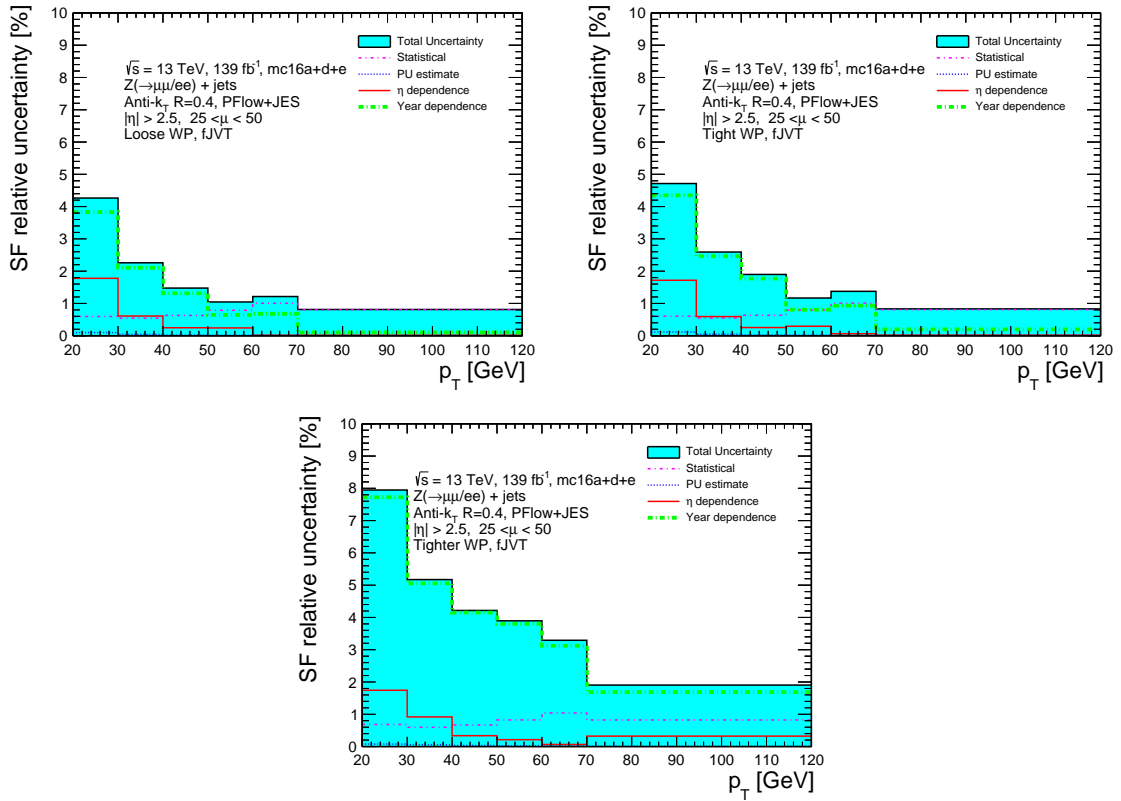 SF relative uncertainty [%]
10
9
8
7
6
5
4
3
2
1
0
√s = 13 TeV, 139 fb⁻¹, mc16a+d+e
Z(→μμ/ee) + jets
Anti-k_T R=0.4, PFlow+JES
|η| > 2.5, 25 <μ < 50
Loose WP, fJVT
Total Uncertainty
Statistical
PU estimate
η dependence
Year dependence
20 30 40 50 60 70 80 90 100 110 120
p_T [GeV]
SF relative uncertainty [%]
10
9
8
7
6
5
4
3
2
1
0
√s = 13 TeV, 139 fb⁻¹, mc16a+d+e
Z(→μμ/ee) + jets
Anti-k_T R=0.4, PFlow+JES
|η| > 2.5, 25 <μ < 50
Tight WP, fJVT
Total Uncertainty
Statistical
PU estimate
η dependence
Year dependence
20 30 40 50 60 70 80 90 100 110 120
p_T [GeV]
SF relative uncertainty [%]
10
9
8
7
6
5
4
3
2
1
0
√s = 13 TeV, 139 fb⁻¹, mc16a+d+e
Z(→μμ/ee) + jets
Anti-k_T R=0.4, PFlow+JES
|η| > 2.5, 25 <μ < 50
Tighter WP, fJVT
Total Uncertainty
Statistical
PU estimate
η dependence
Year dependence
20 30 40 50 60 70 80 90 100 110 120
p_T [GeV]